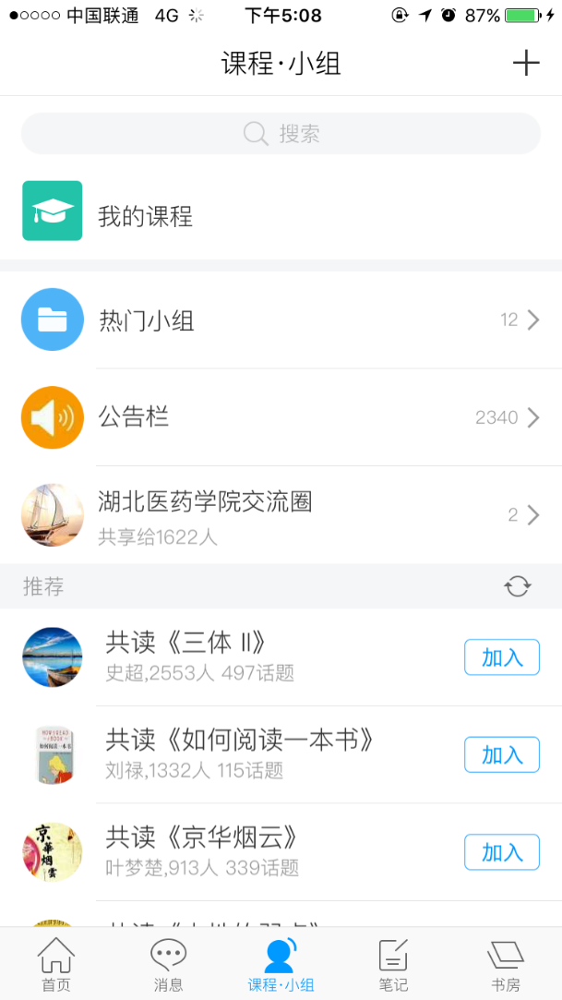 中国联通 4G 下午5:08 87%
课程·小组
搜索
我的课程
热门小组 12
公告栏 2340
湖北医药学院交流圈
共享给1622人 2
推荐
共读《三体 II》
史超,2553人 497话题
加入
共读《如何阅读一本书》
刘禄,1332人 115话题
加入
共读《京华烟云》
叶梦楚,913人 339话题
加入
首页 消息 课程·小组 笔记 书房